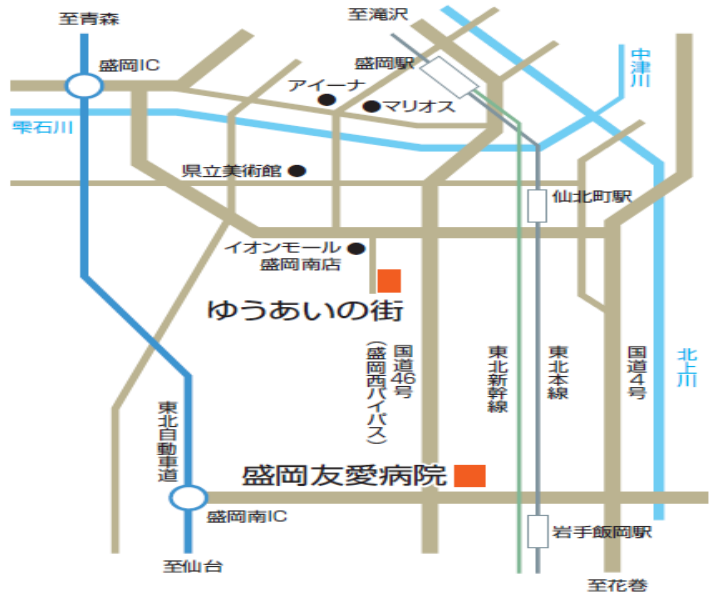 至青森
至滝沢
盛岡IC
盛岡駅
中津川
アイーナ
マリオス
雫石川
県立美術館
仙北町駅
イオンモール
盛岡南店
ゆうあいの街
国道46号
(盛岡西バイパス)
東北新幹線
東北本線
国道4号
北上川
東北自動車道
盛岡友愛病院
盛岡南IC
岩手飯岡駅
至仙台
至花巻